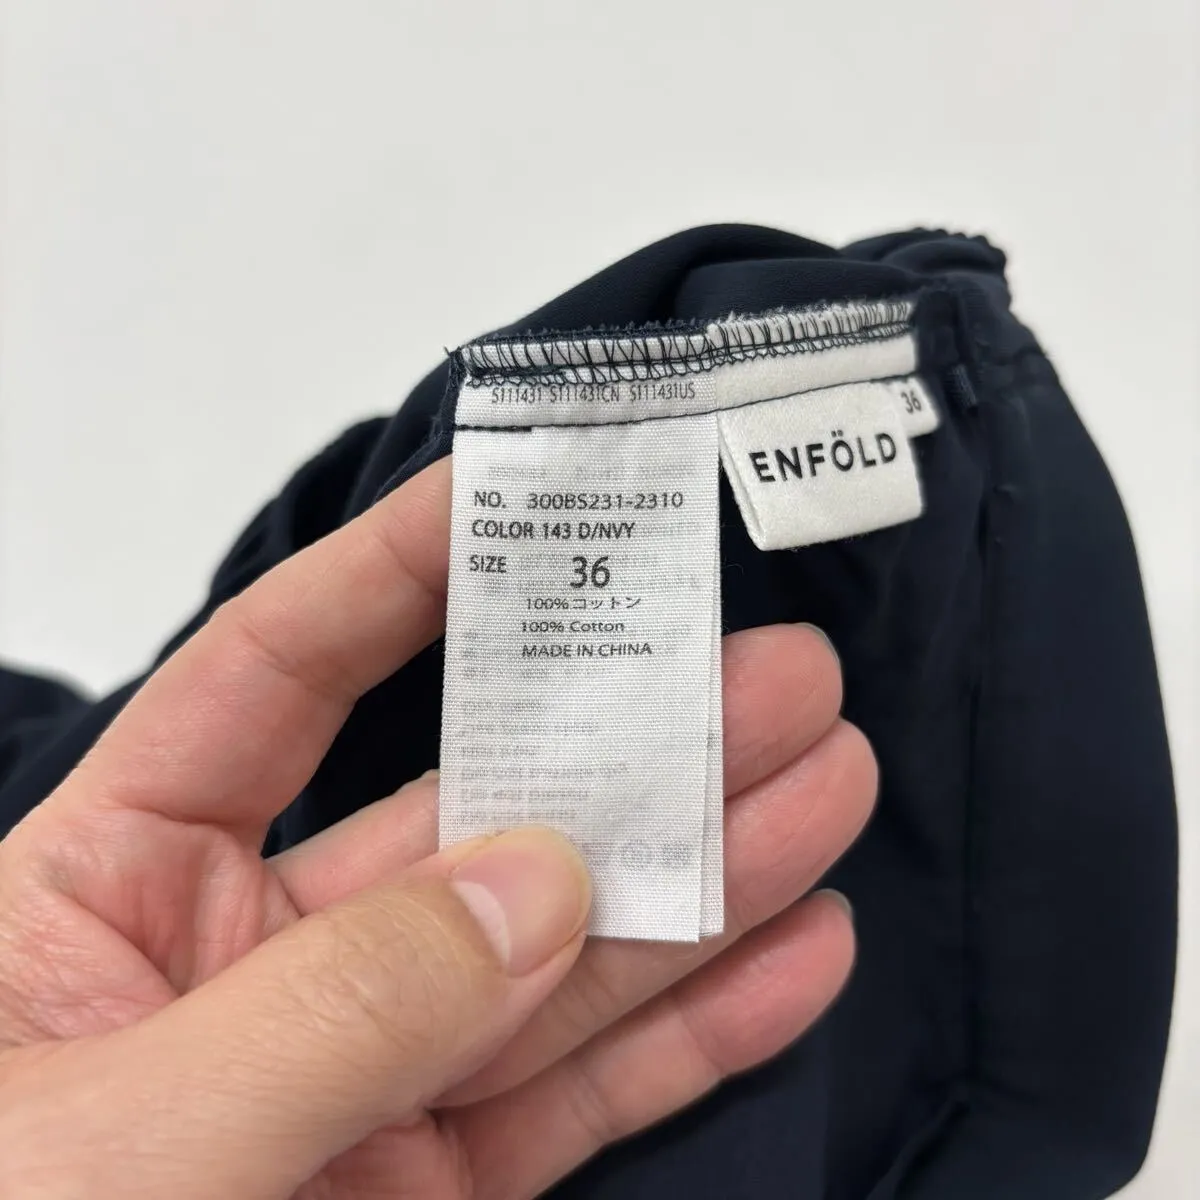 S111431 S111431CN S111431US
36
ENFÖLD
NO. 300BS231-2310
COLOR 143 D/NVY
SIZE 36
100%コットン
100% Cotton
MADE IN CHINA